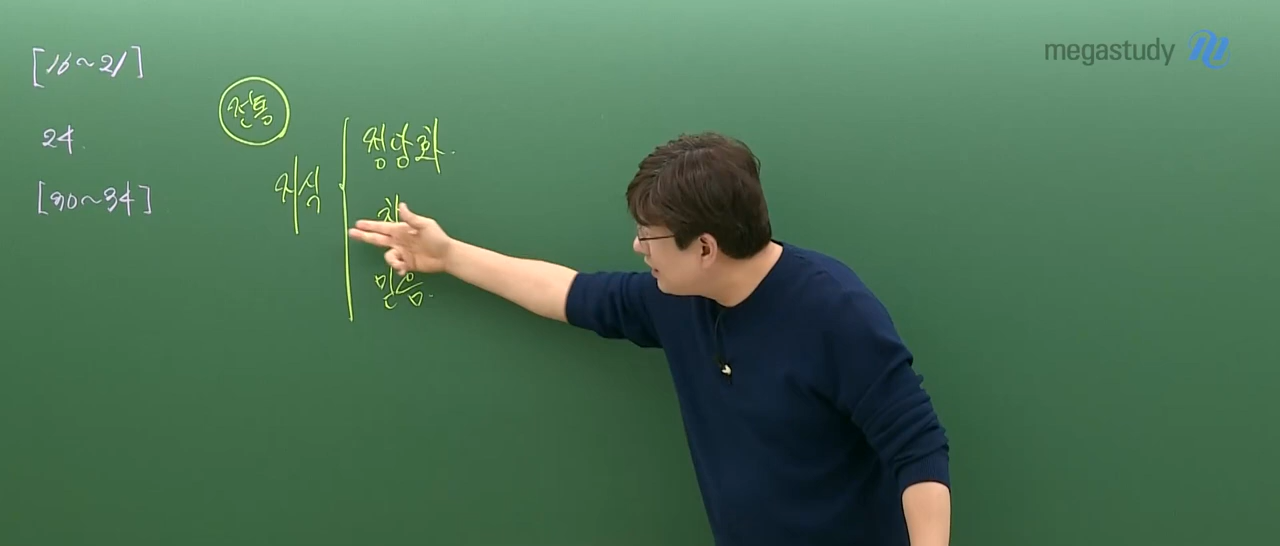 megastudy
[16~21]
24.
[30~34]
전통
지식
정당화.
믿음.